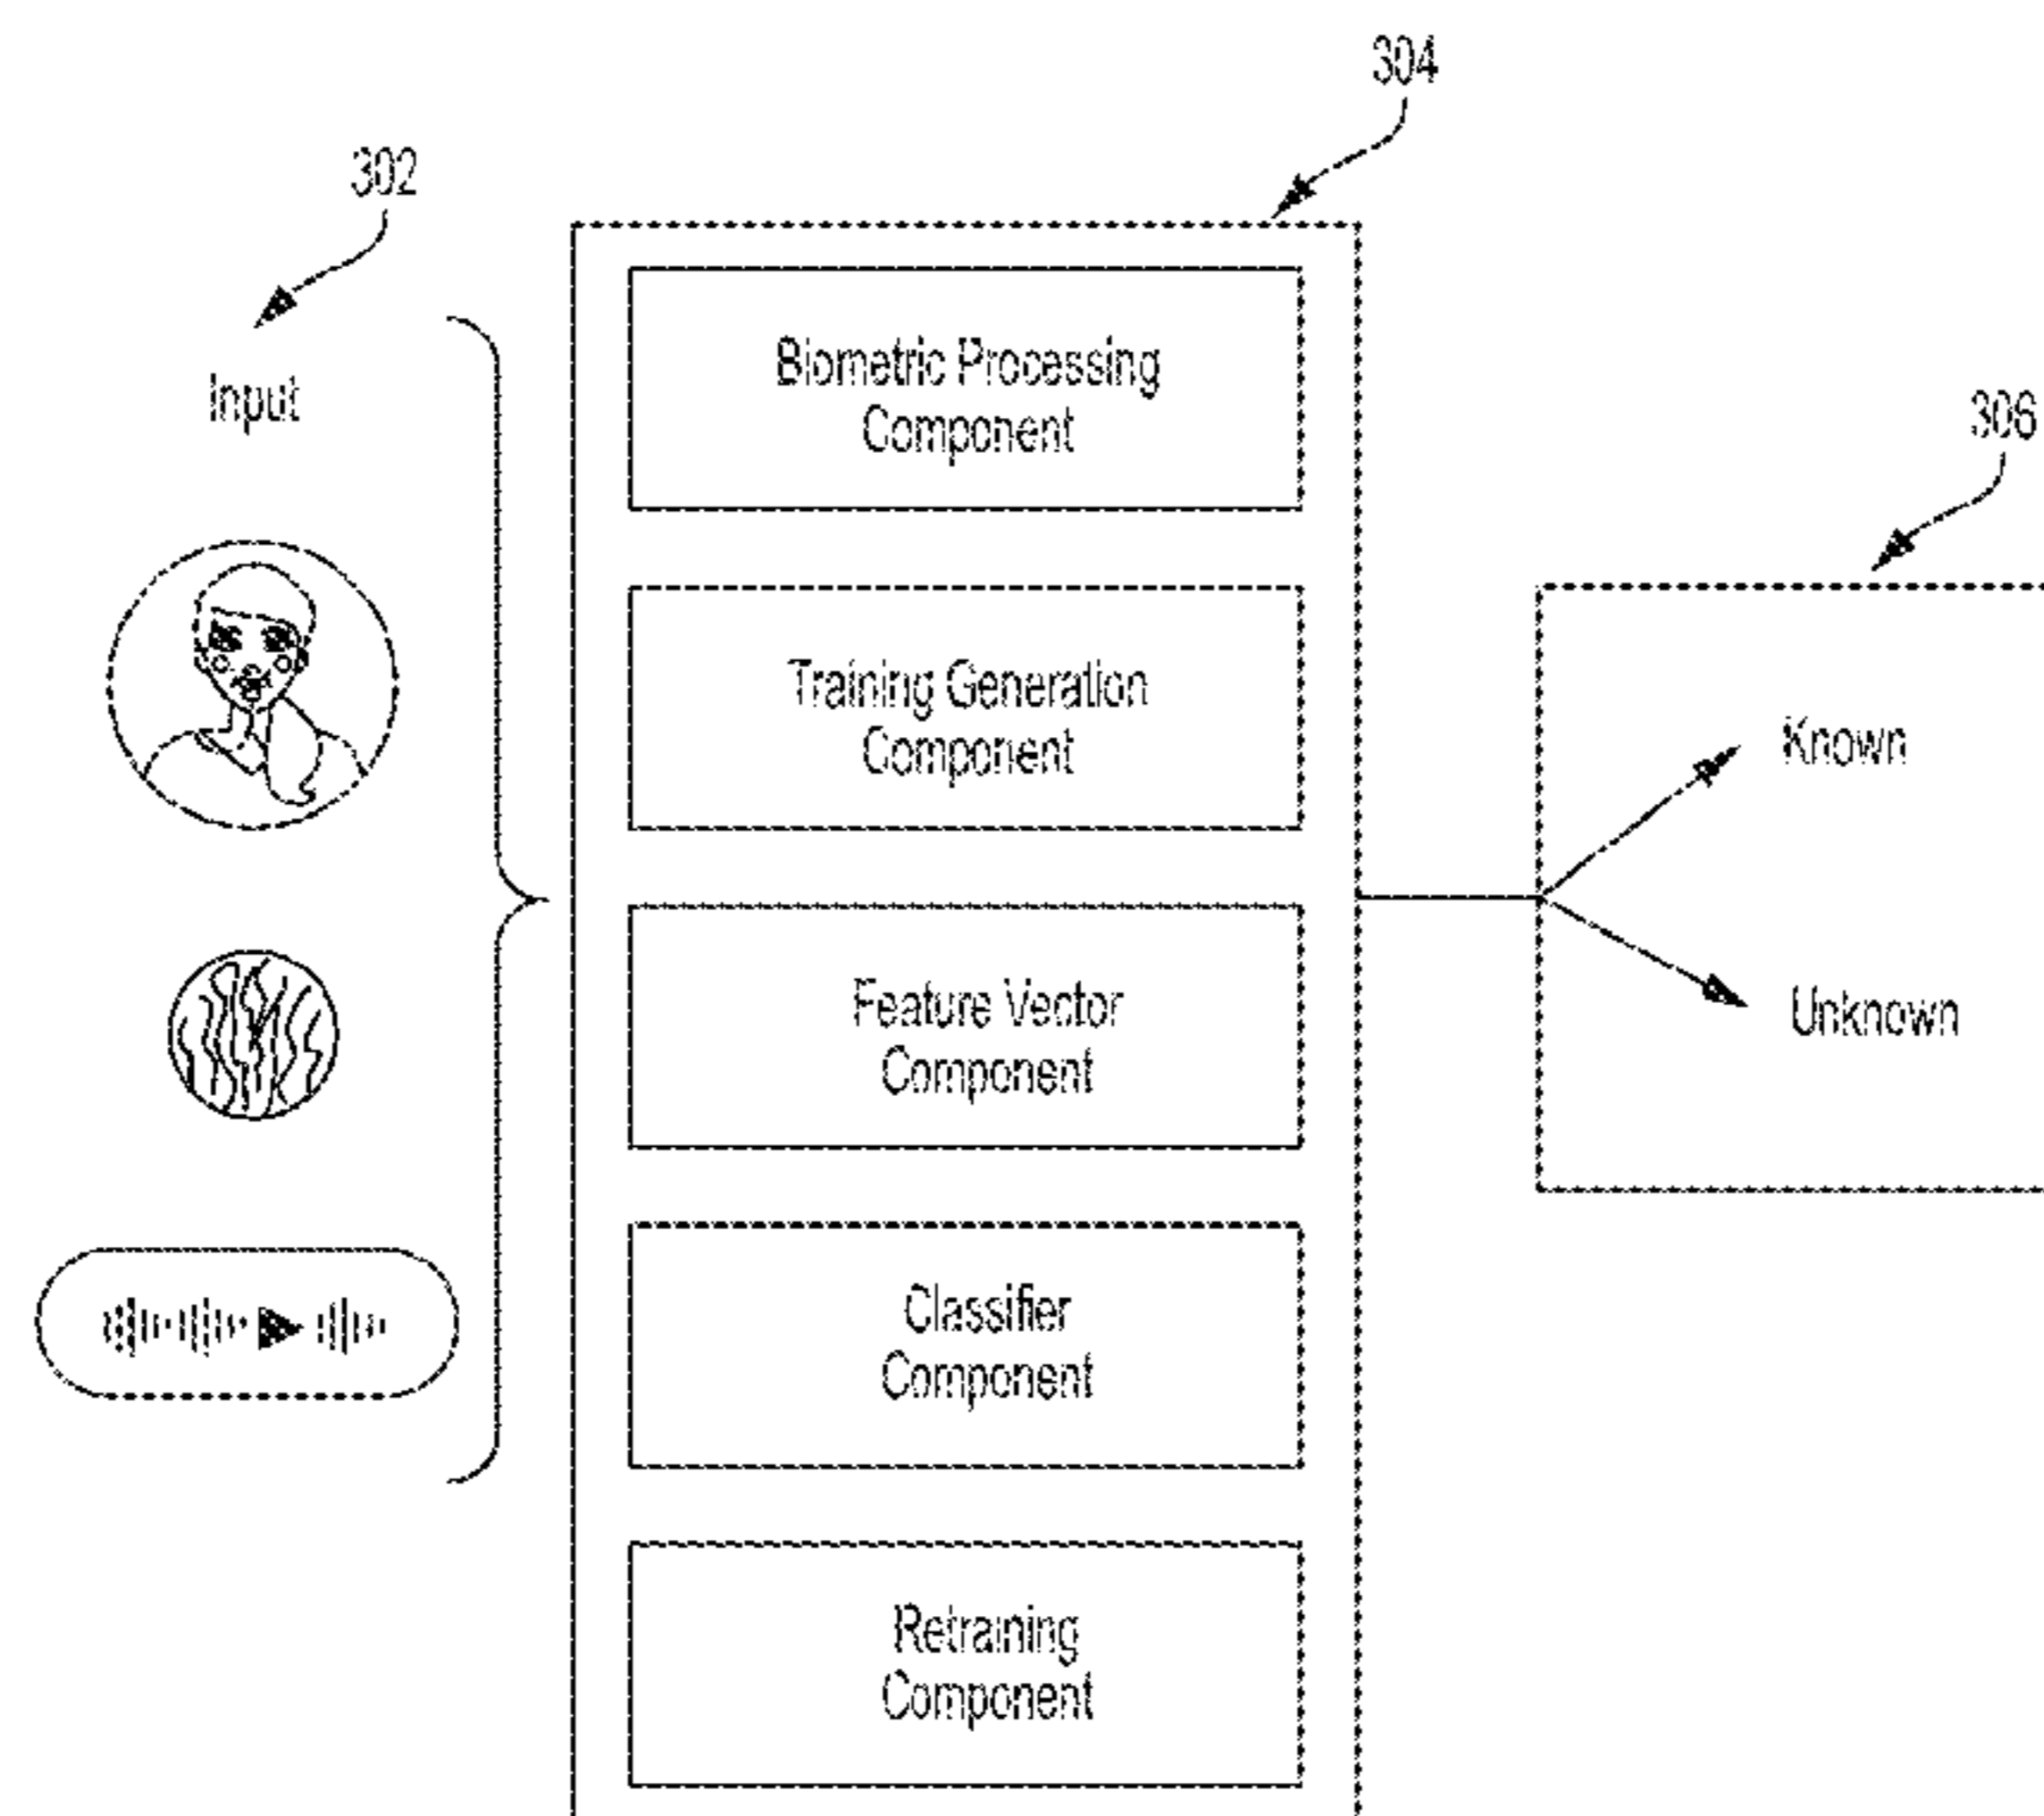 304
302
Input
Biometric Processing
Component
306
Training Generation
Component
Known
Feature Vector
Component
Unknown
Classifier
Component
Retraining
Component